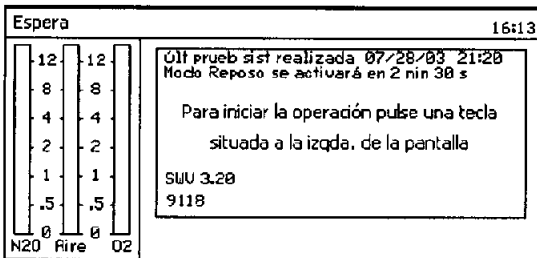 Espera
16:13
Últ prueb sist realizada 07/28/03 21:20
Modo Reposo se activará en 2 min 30 s
Para iniciar la operación pulse una tecla
situada a la izqda. de la pantalla
SWV 3.20
9118
12 12
8 8
4 4
2 2
1 1
.5 .5
0 0
N2O Aire O2